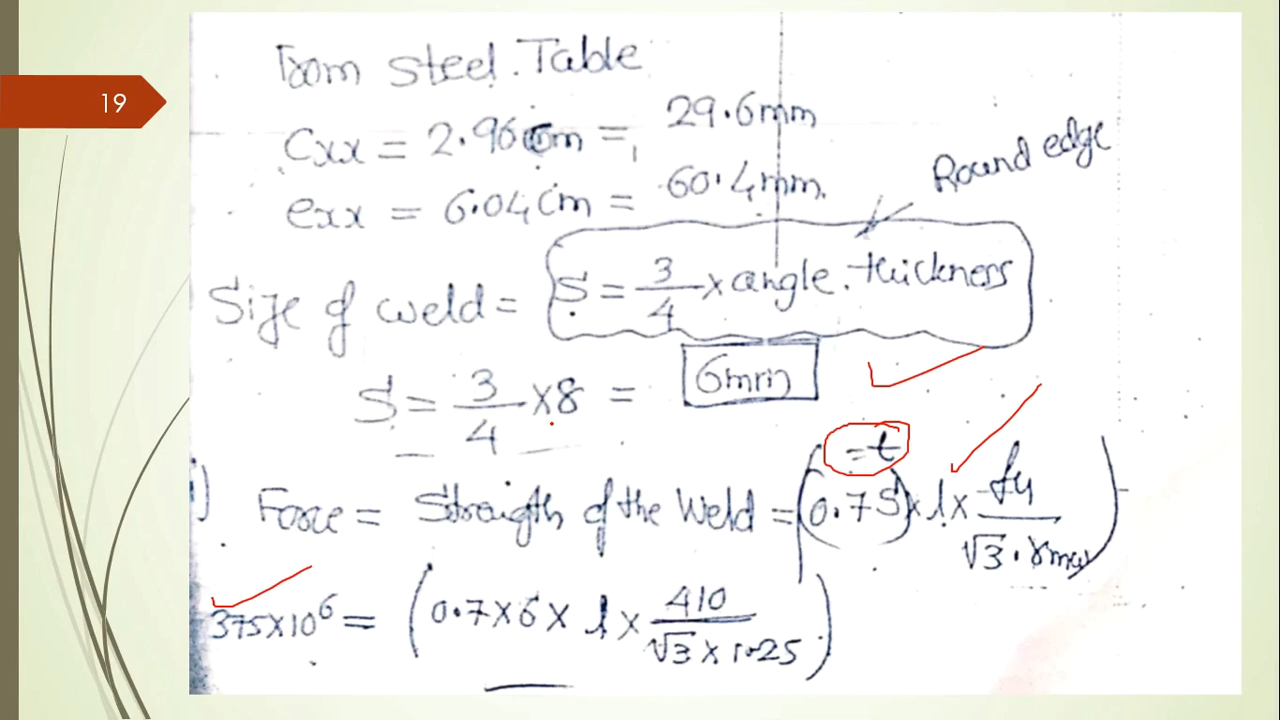 19
From steel. Table
Cxx = 2.96cm = 29.6mm
exx = 6.04cm = 60.4mm.
Round edge
Size of weld = S = 3/4 × angle. thickness
S = 3/4 × 8 = 6mm
= t
Force = Strength of the Weld = (0.7S) × l × fu/√3 . γmw)
375×10⁶ = (0.7×6× l × 410/√3 × 1.25)